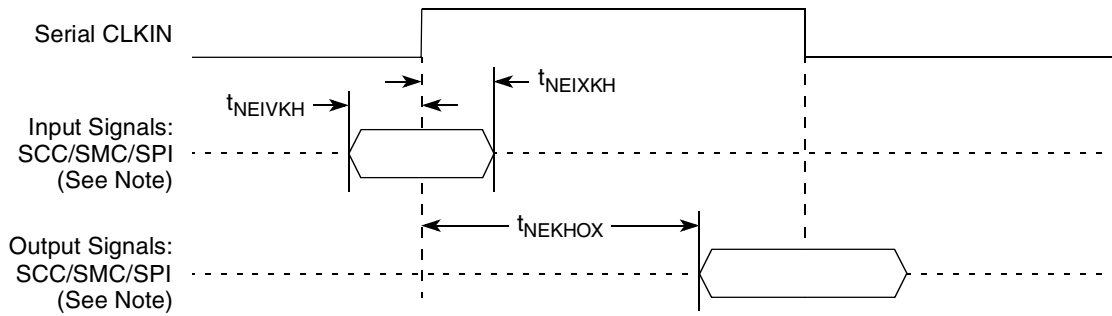 Serial CLKIN
tNEIXKH
tNEIVKH
Input Signals:
SCC/SMC/SPI
(See Note)
tNEKHOX
Output Signals:
SCC/SMC/SPI
(See Note)